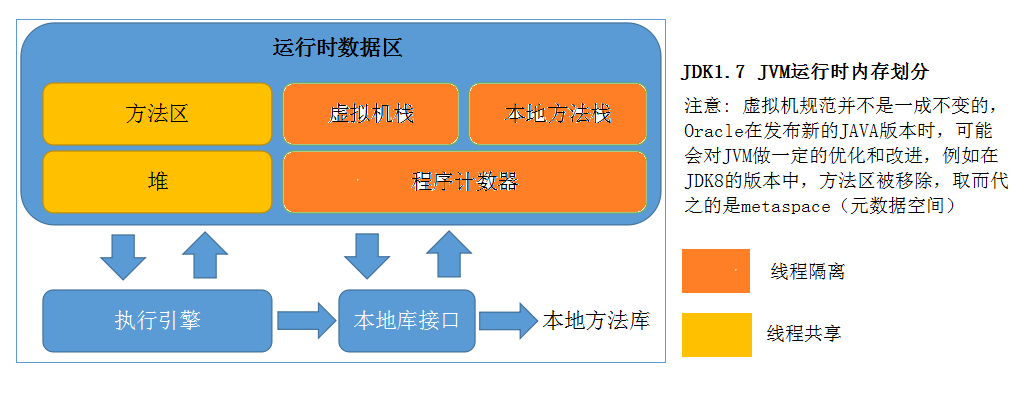 运行时数据区
方法区
虚拟机栈
本地方法栈
堆
程序计数器
执行引擎
本地库接口
本地方法库
JDK1.7 JVM运行时内存划分
注意: 虚拟机规范并不是一成不变的,
Oracle在发布新的JAVA版本时, 可能
会对JVM做一定的优化和改进, 例如在
JDK8的版本中, 方法区被移除, 取而代
之的是metaspace（元数据空间）
线程隔离
线程共享